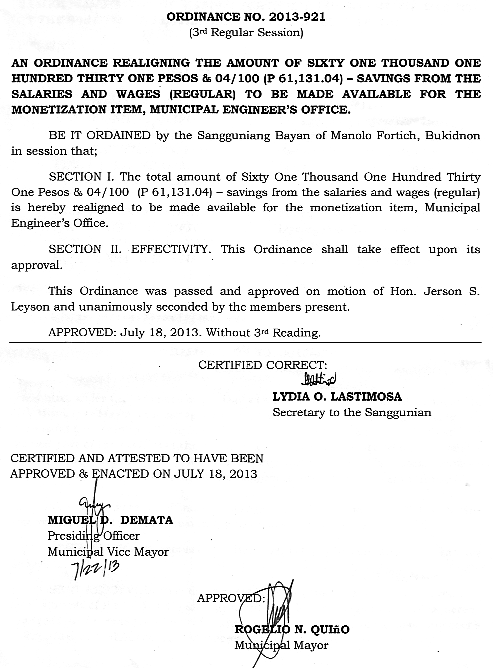 ORDINANCE NO. 2013-921
(3rd Regular Session)
AN ORDINANCE REALIGNING THE AMOUNT OF SIXTY ONE THOUSAND ONE
HUNDRED THIRTY ONE PESOS & 04/100 (P 61,131.04) – SAVINGS FROM THE
SALARIES AND WAGES (REGULAR) TO BE MADE AVAILABLE FOR THE
MONETIZATION ITEM, MUNICIPAL ENGINEER'S OFFICE.
BE IT ORDAINED by the Sangguniang Bayan of Manolo Fortich, Bukidnon
in session that;
SECTION I. The total amount of Sixty One Thousand One Hundred Thirty
One Pesos & 04/100 (P 61,131.04) – savings from the salaries and wages (regular)
is hereby realigned to be made available for the monetization item, Municipal
Engineer's Office.
SECTION II. EFFECTIVITY. This Ordinance shall take effect upon its
approval.
This Ordinance was passed and approved on motion of Hon. Jerson S.
Leyson and unanimously seconded by the members present.
APPROVED: July 18, 2013. Without 3rd Reading.
CERTIFIED CORRECT:
LYDIA O. LASTIMOSA
Secretary to the Sanggunian
CERTIFIED AND ATTESTED TO HAVE BEEN
APPROVED & ENACTED ON JULY 18, 2013
MIGUEL D. DEMATA
Presiding Officer
Municipal Vice Mayor
7/22/13
APPROVED:
ROGELIO N. QUIñO
Municipal Mayor